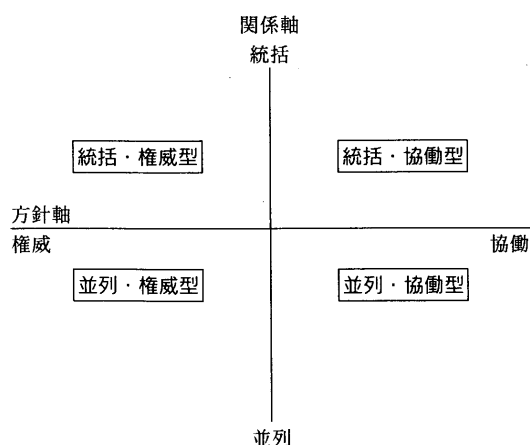 関係軸
統括
統括・権威型
統括・協働型
方針軸
権威
協働
並列・権威型
並列・協働型
並列